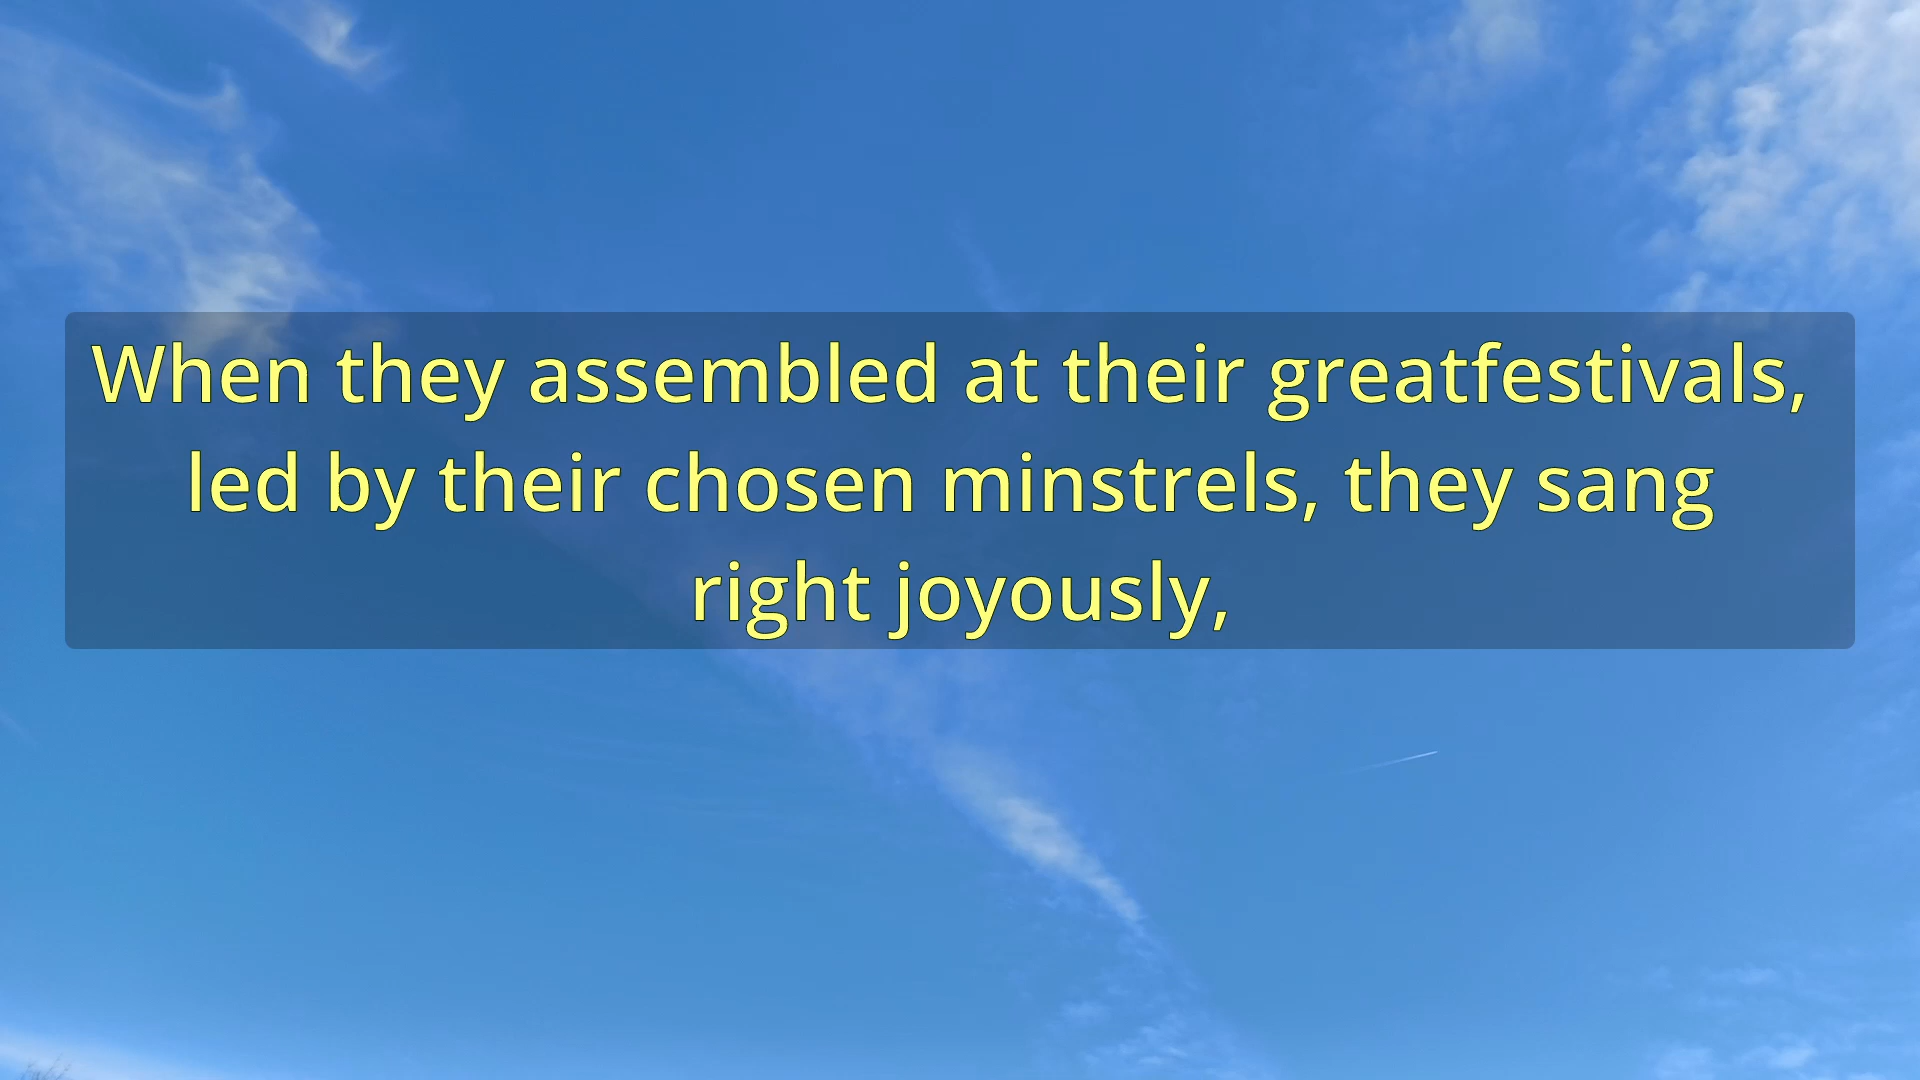 When they assembled at their greatfestivals,
led by their chosen minstrels, they sang
right joyously,